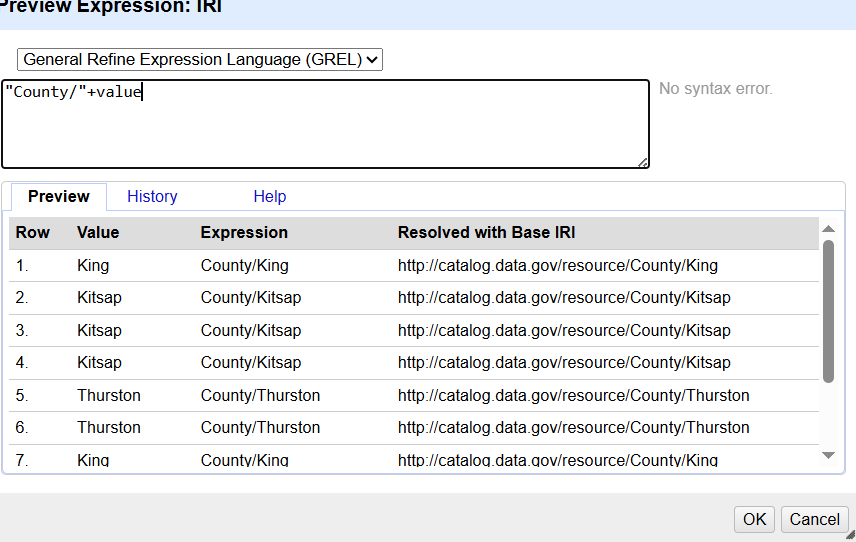 Preview Expression: IRI
General Refine Expression Language (GREL)
"County/"+value
No syntax error.
Preview History Help
Row Value Expression Resolved with Base IRI
1. King County/King http://catalog.data.gov/resource/County/King
2. Kitsap County/Kitsap http://catalog.data.gov/resource/County/Kitsap
3. Kitsap County/Kitsap http://catalog.data.gov/resource/County/Kitsap
4. Kitsap County/Kitsap http://catalog.data.gov/resource/County/Kitsap
5. Thurston County/Thurston http://catalog.data.gov/resource/County/Thurston
6. Thurston County/Thurston http://catalog.data.gov/resource/County/Thurston
7. King County/King http://catalog.data.gov/resource/County/King
OK Cancel